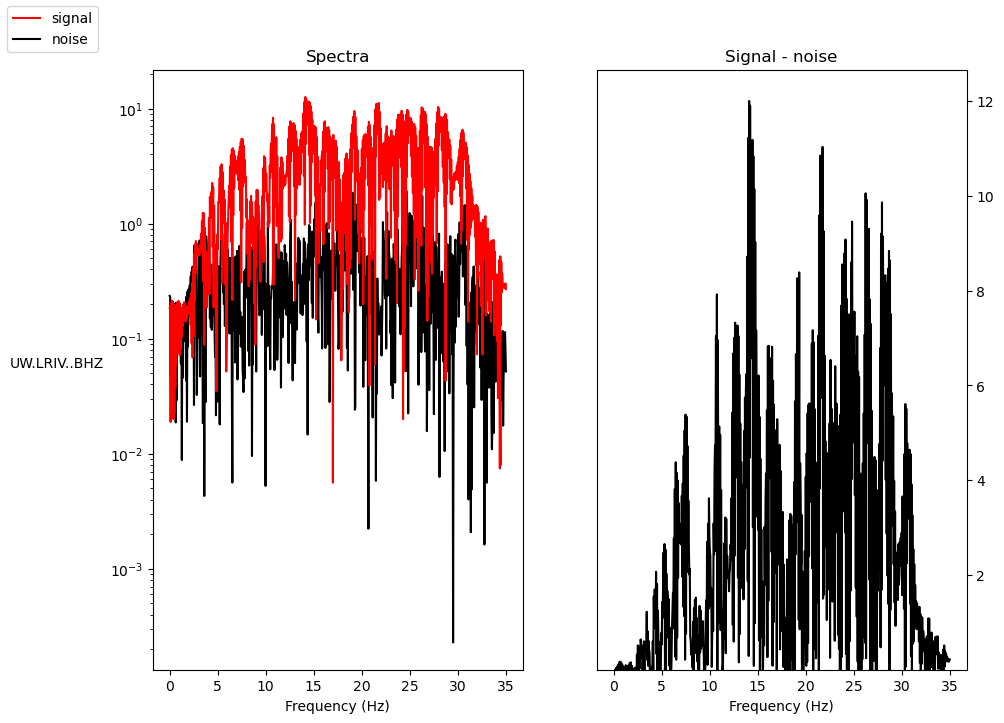 signal
noise
Spectra
Signal - noise
10¹
10⁰
10⁻¹
10⁻²
10⁻³
UW.LRIV..BHZ
12
10
8
6
4
2
0 5 10 15 20 25 30 35
0 5 10 15 20 25 30 35
Frequency (Hz)
Frequency (Hz)